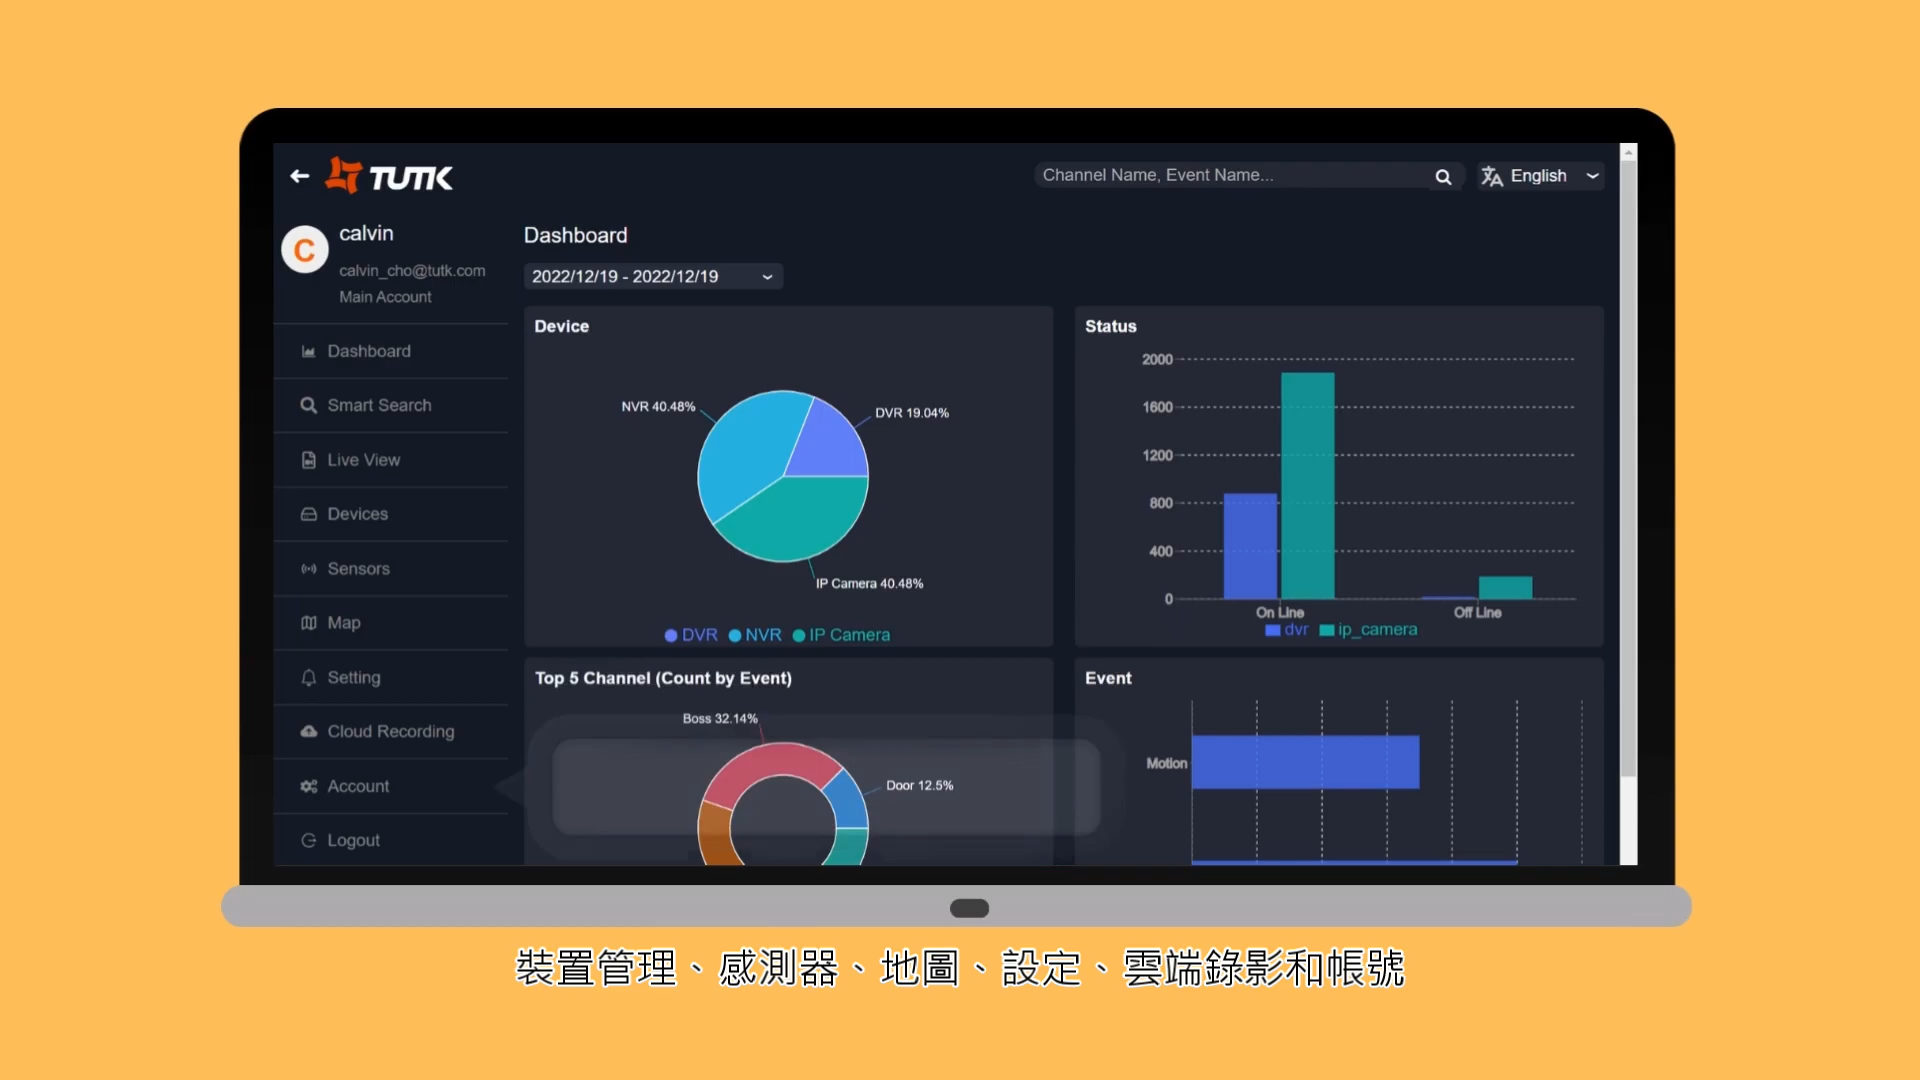 TUTK
Channel Name, Event Name...
English
C
calvin
calvin_cho@tutk.com
Main Account
Dashboard
Smart Search
Live View
Devices
Sensors
Map
Setting
Cloud Recording
Account
Logout
Dashboard
2022/12/19 - 2022/12/19
Device
NVR 40.48%
DVR 19.04%
IP Camera 40.48%
DVR NVR IP Camera
Status
2000
1600
1200
800
400
0
On Line Off Line
dvr ip_camera
Top 5 Channel (Count by Event)
Boss 32.14%
Door 12.5%
Event
Motion
裝置管理、感測器、地圖、設定、雲端錄影和帳號